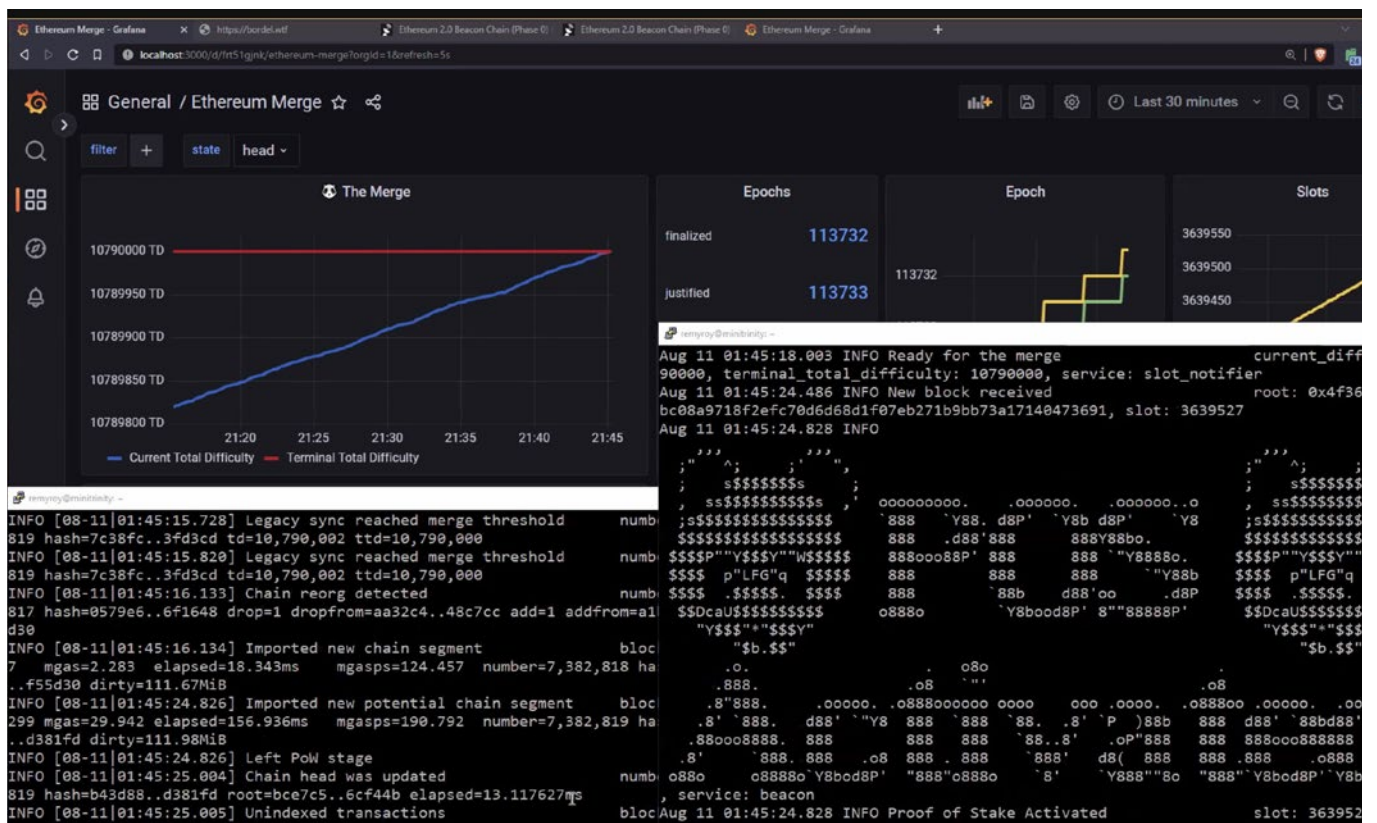 Ethereum Merge - Grafana
https://bordel.wtf
Ethereum 2.0 Beacon Chain (Phase 0)
Ethereum 2.0 Beacon Chain (Phase 0)
Ethereum Merge - Grafana
localhost:3000/d/frt51gjnk/ethereum-merge?orgId=1&refresh=5s
General / Ethereum Merge
Last 30 minutes
filter + state head
The Merge
10790000 TD
10789950 TD
10789900 TD
10789850 TD
10789800 TD
21:20 21:25 21:30 21:35 21:40 21:45
Current Total Difficulty Terminal Total Difficulty
Epochs
finalized 113732
justified 113733
Epoch
113732
Slots
3639550
3639500
3639450
remyroy@minitrinity: ~
INFO [08-11|01:45:15.728] Legacy sync reached merge threshold numb
819 hash=7c38fc..3fd3cd td=10,790,002 ttd=10,790,000
INFO [08-11|01:45:15.820] Legacy sync reached merge threshold numb
819 hash=7c38fc..3fd3cd td=10,790,002 ttd=10,790,000
INFO [08-11|01:45:16.133] Chain reorg detected numb
817 hash=0579e6..6f1648 drop=1 dropfrom=aa32c4..48c7cc add=1 addfrom=a1
d30
INFO [08-11|01:45:16.134] Imported new chain segment bloc
7 mgas=2.283 elapsed=18.343ms mgasps=124.457 number=7,382,818 ha
..f55d30 dirty=111.67MiB
INFO [08-11|01:45:24.826] Imported new potential chain segment bloc
299 mgas=29.942 elapsed=156.936ms mgasps=190.792 number=7,382,819 ha
..d381fd dirty=111.98MiB
INFO [08-11|01:45:24.826] Left PoW stage
INFO [08-11|01:45:25.004] Chain head was updated numb
819 hash=b43d88..d381fd root=bce7c5..6cf44b elapsed=13.117627ms
INFO [08-11|01:45:25.005] Unindexed transactions bloc
remyroy@minitrinity: ~
Aug 11 01:45:18.003 INFO Ready for the merge current_diff
90000, terminal_total_difficulty: 10790000, service: slot_notifier
Aug 11 01:45:24.486 INFO New block received root: 0x4f36
bc08a9718f2efc70d6d68d1f07eb271b9bb73a17140473691, slot: 3639527
Aug 11 01:45:24.828 INFO
POS
Activated
, service: beacon
Aug 11 01:45:24.828 INFO Proof of Stake Activated slot: 363952